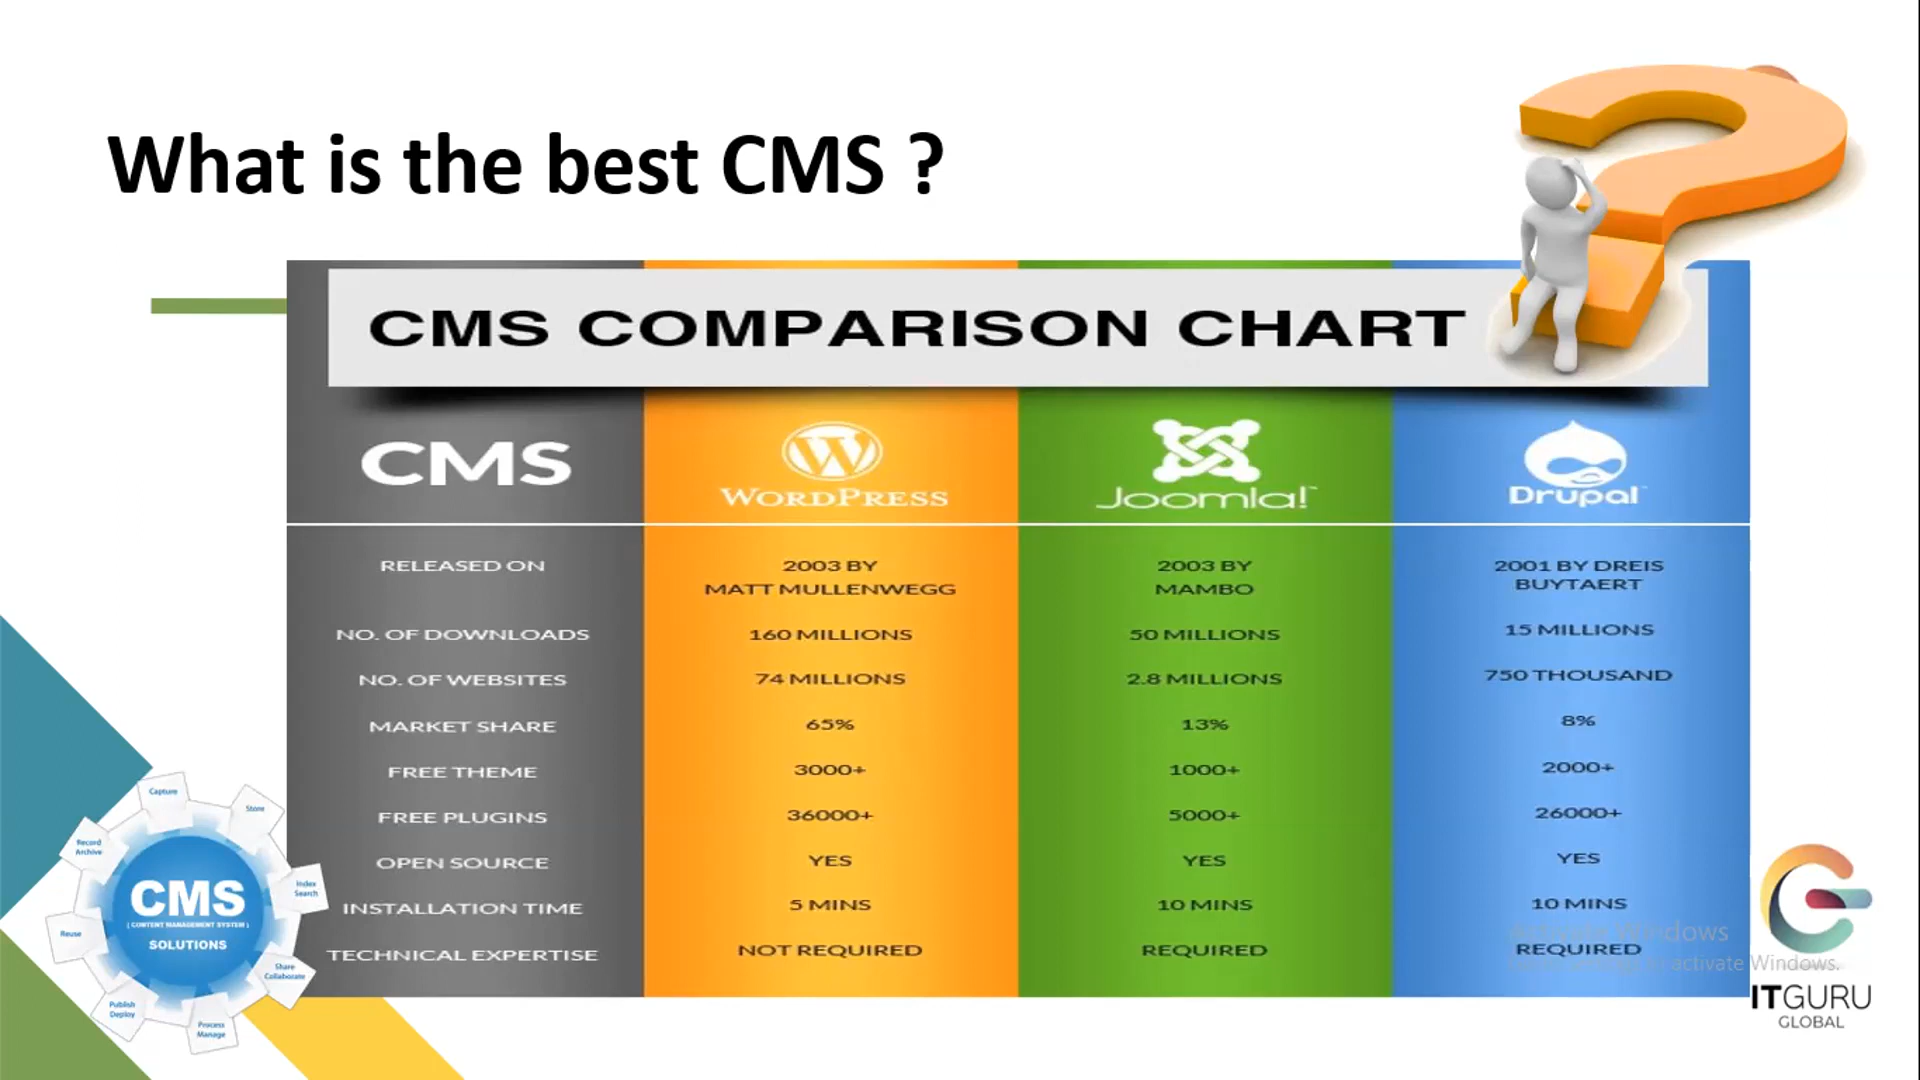 What is the best CMS ?
CMS COMPARISON CHART
CMS
WORDPRESS
Joomla!™
Drupal™
RELEASED ON
2003 BY
MATT MULLENWEGG
2003 BY
MAMBO
2001 BY DREIS
BUYTAERT
NO. OF DOWNLOADS
160 MILLIONS
50 MILLIONS
15 MILLIONS
NO. OF WEBSITES
74 MILLIONS
2.8 MILLIONS
750 THOUSAND
MARKET SHARE
65%
13%
8%
FREE THEME
3000+
1000+
2000+
FREE PLUGINS
36000+
5000+
26000+
OPEN SOURCE
YES
YES
YES
INSTALLATION TIME
5 MINS
10 MINS
10 MINS
TECHNICAL EXPERTISE
NOT REQUIRED
REQUIRED
REQUIRED
Activate Windows
activate Windows.
Capture
Store
Record
Archive
Index
Search
CMS
( CONTENT MANAGEMENT SYSTEM )
SOLUTIONS
Reuse
Share
Collaborate
Publish
Deploy
Process
Manage
ITGURU
GLOBAL